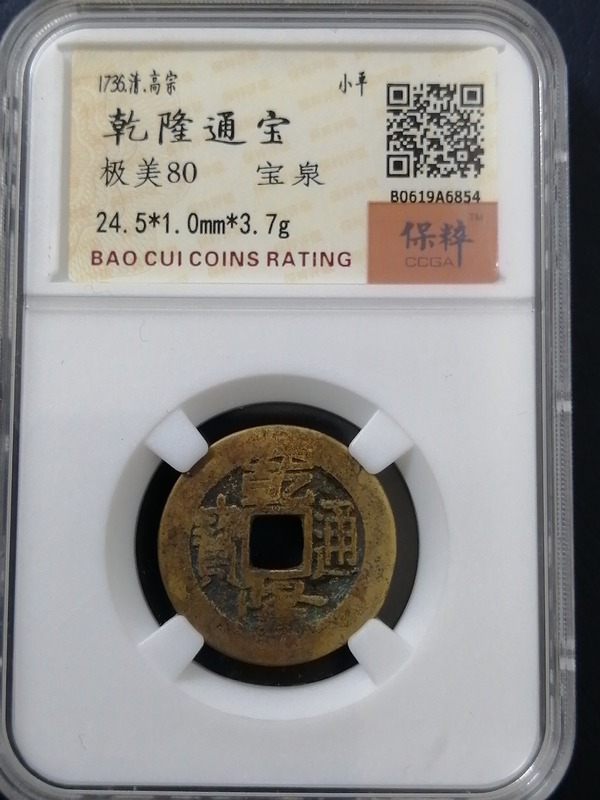 1736.清.高宗 小平
乾隆通宝
极美80 宝泉
B0619A6854
24.5*1.0mm*3.7g
保粹 TM
CCGA
BAO CUI COINS RATING
乾隆通寶